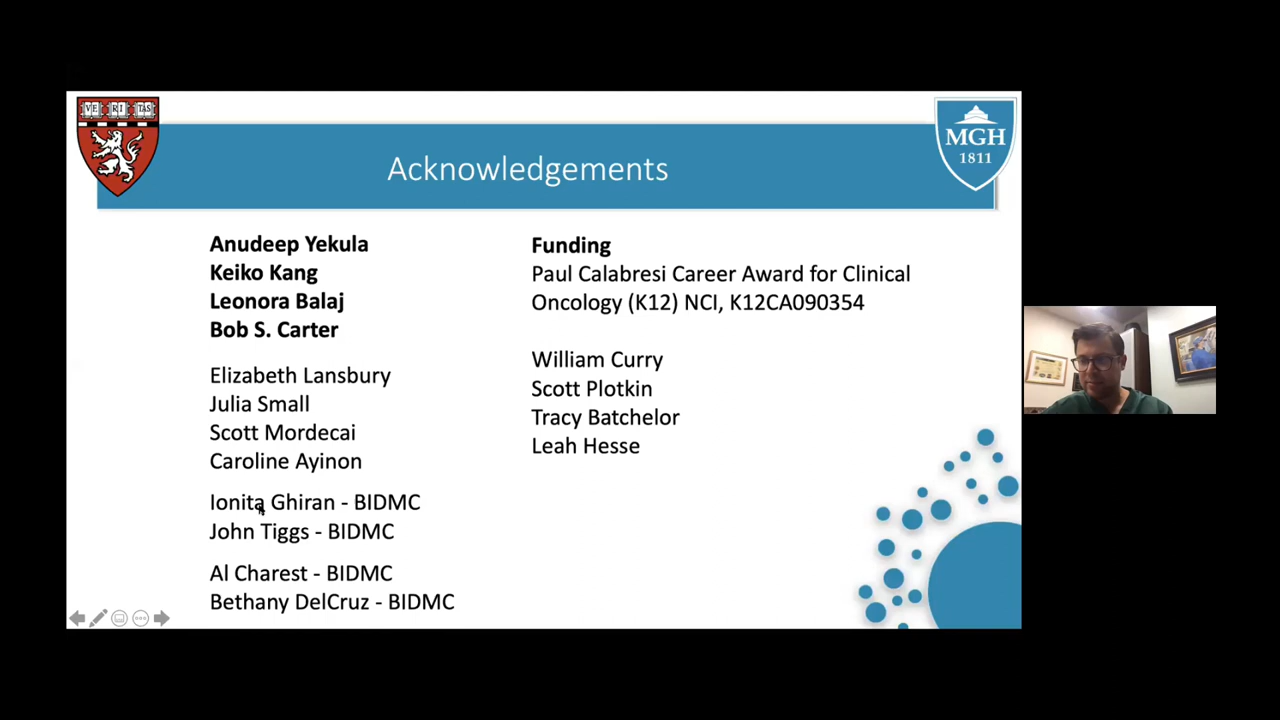 VE RI TAS
MGH
1811
Acknowledgements
Anudeep Yekula
Keiko Kang
Leonora Balaj
Bob S. Carter
Elizabeth Lansbury
Julia Small
Scott Mordecai
Caroline Ayinon
Ionita Ghiran - BIDMC
John Tiggs - BIDMC
Al Charest - BIDMC
Bethany DelCruz - BIDMC
Funding
Paul Calabresi Career Award for Clinical
Oncology (K12) NCI, K12CA090354
William Curry
Scott Plotkin
Tracy Batchelor
Leah Hesse